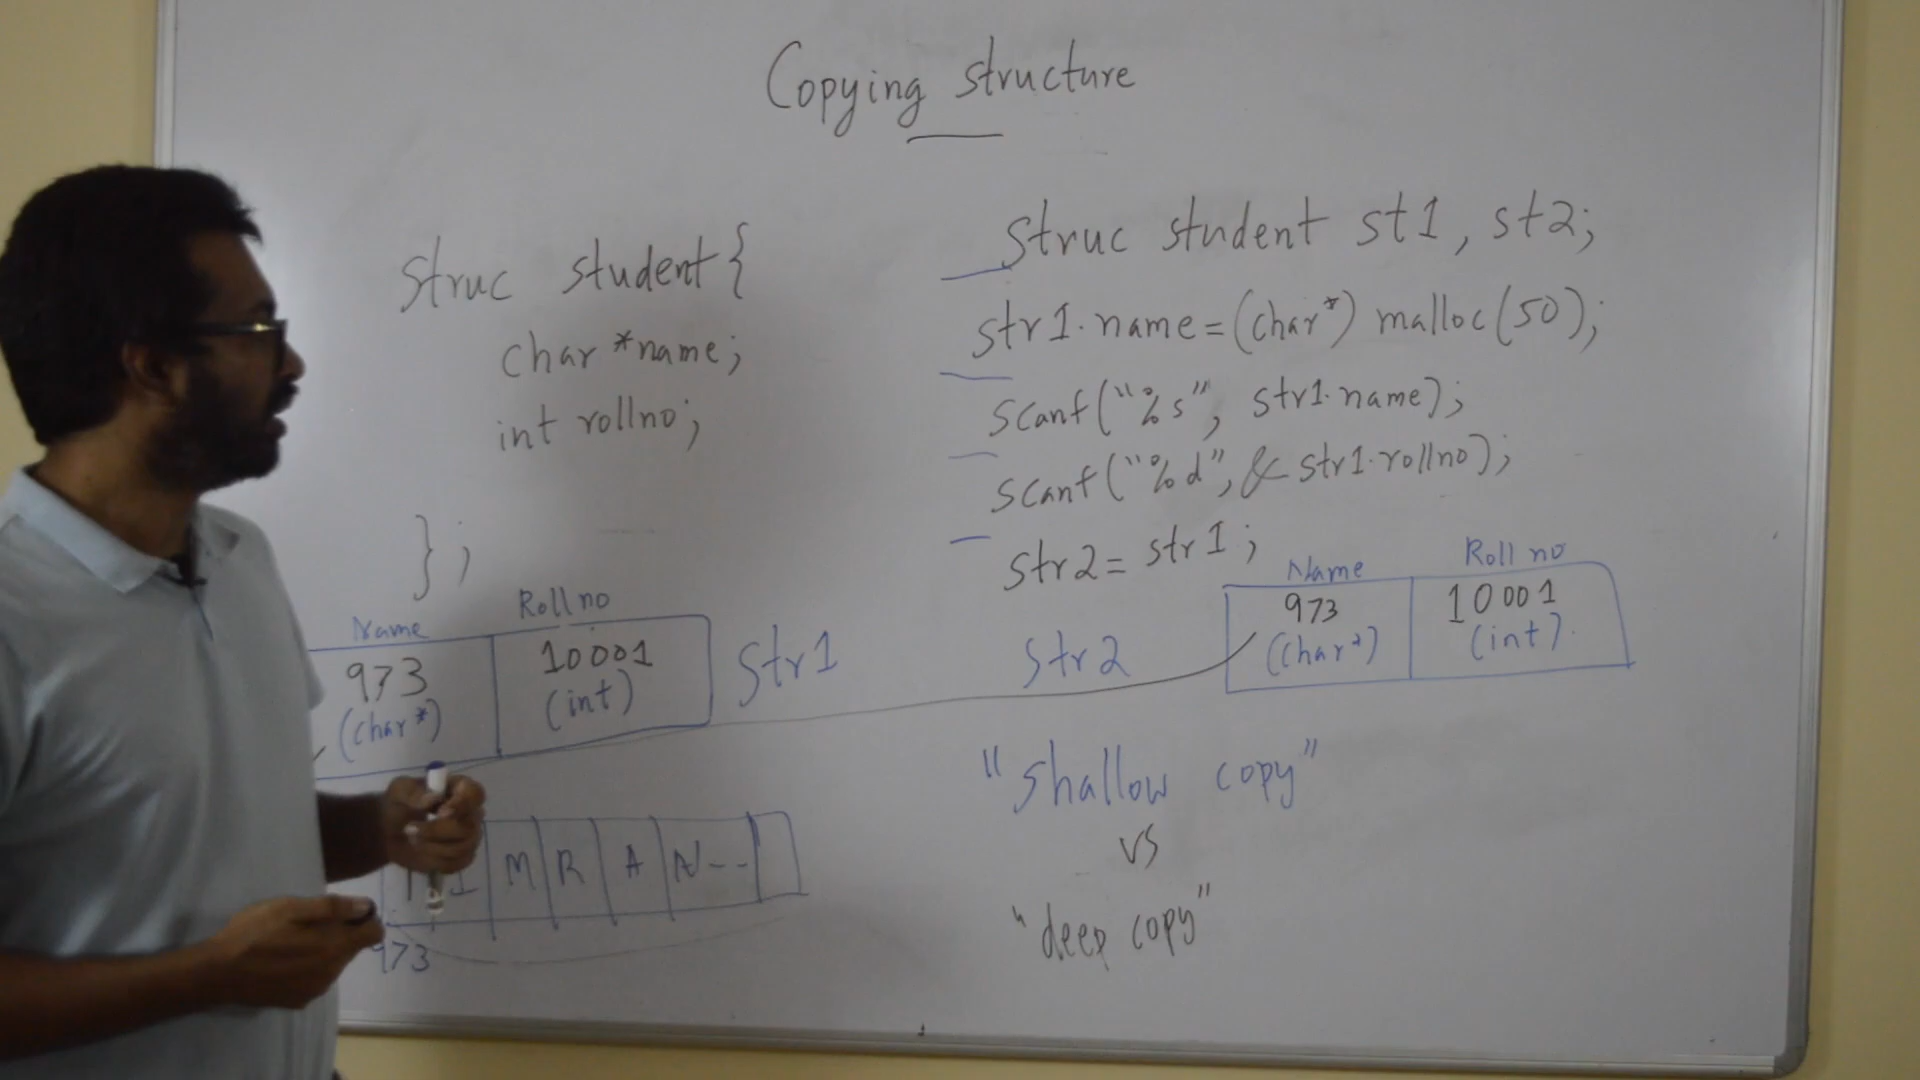 Copying structure
Struc student{
char *name;
int rollno;
};
Struc student st1, st2;
str1.name=(char*) malloc(50);
scanf("%s", str1.name);
scanf("%d", & str1.rollno);
str2= str1;
Name Roll no
973 10001
(char*) (int)
str1
str2
Name Roll no
973 10001
(char*) (int)
M R A N--
973
"shallow copy"
vs
"deep copy"